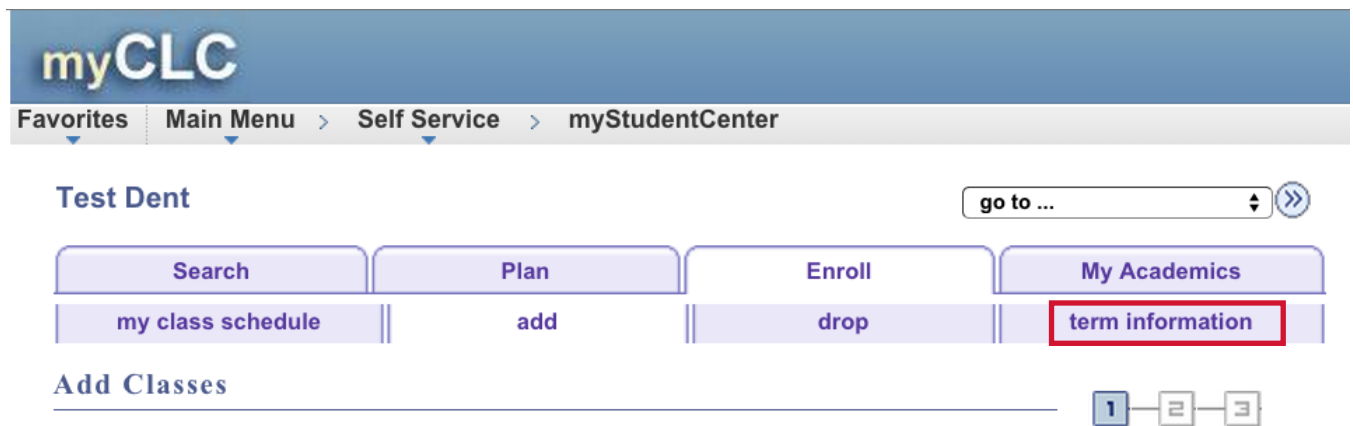 myCLC
Favorites Main Menu > Self Service > myStudentCenter
Test Dent go to ...
Search Plan Enroll My Academics
my class schedule add drop term information
Add Classes
1 2 3